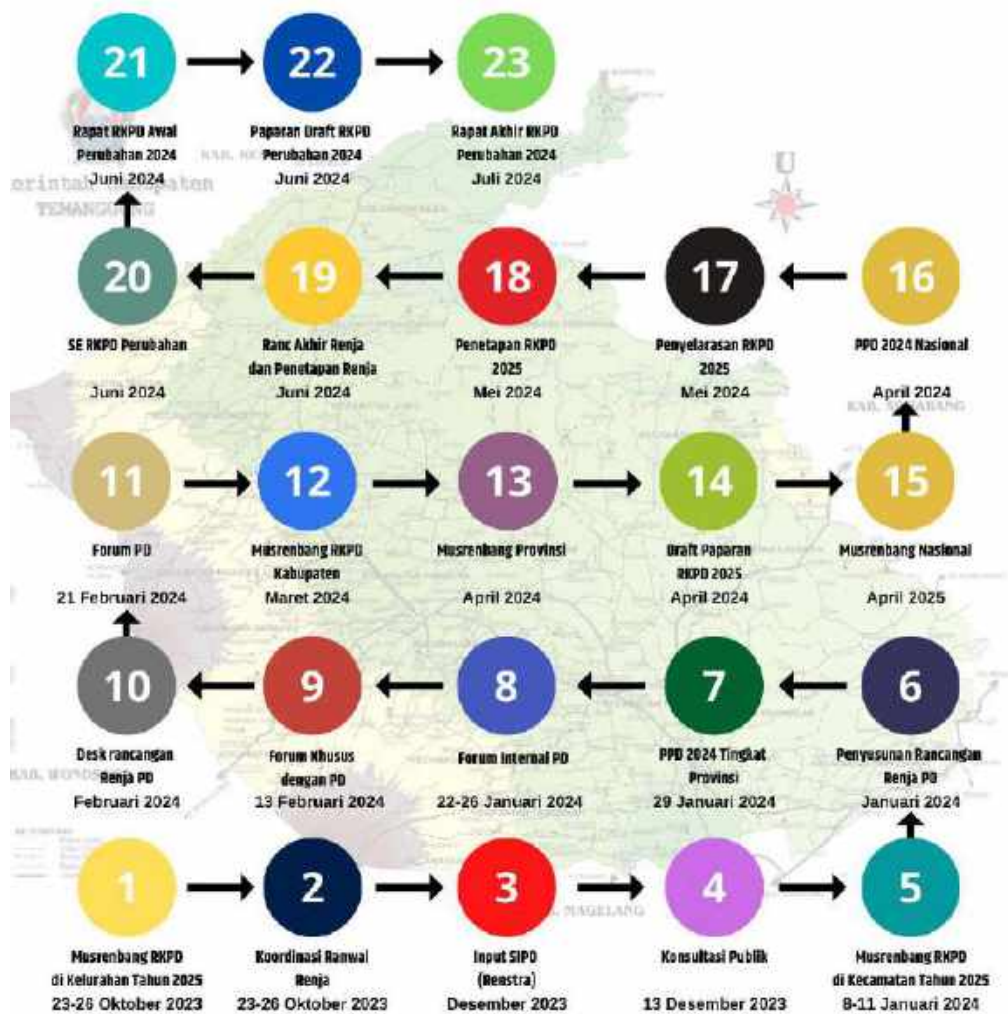 21
22
23
Rapat RKPD Awal
Perubahan 2024
Juni 2024
Paparan Draft RKPD
Perubahan 2024
Juni 2024
Rapat Akhir RKPD
Perubahan 2024
Juli 2024
TEMANGGUNG
U
20
19
18
17
16
SE RKPD Perubahan
Juni 2024
Ranc Akhir Renja
dan Penetapan Renja
Juni 2024
Penetapan RKPD
2025
Mei 2024
Penyelarasan RKPD
2025
Mei 2024
PPD 2024 Nasional
April 2024
KAB. SEMARANG
11
12
13
14
15
Forum PD
21 Februari 2024
Musrenbang RKPD
Kabupaten
Maret 2024
Musrenbang Provinsi
April 2024
Draft Paparan
RKPD 2025
April 2024
Musrenbang Nasional
April 2025
10
9
8
7
6
Desk rancangan
Renja PD
Februari 2024
Forum Khusus
dengan PD
13 Februari 2024
Forum Internal PD
22-26 Januari 2024
PPD 2024 Tingkat
Provinsi
29 Januari 2024
Penyusunan Rancangan
Renja PD
Januari 2024
1
2
3
4
5
MAGELANG
Musrenbang RKPD
di Kelurahan Tahun 2025
23-26 Oktober 2023
Koordinasi Ranwal
Renja
23-26 Oktober 2023
Input SIPD
(Renstra)
Desember 2023
Konsultasi Publik
13 Desember 2023
Musrenbang RKPD
di Kecamatan Tahun 2025
8-11 Januari 2024